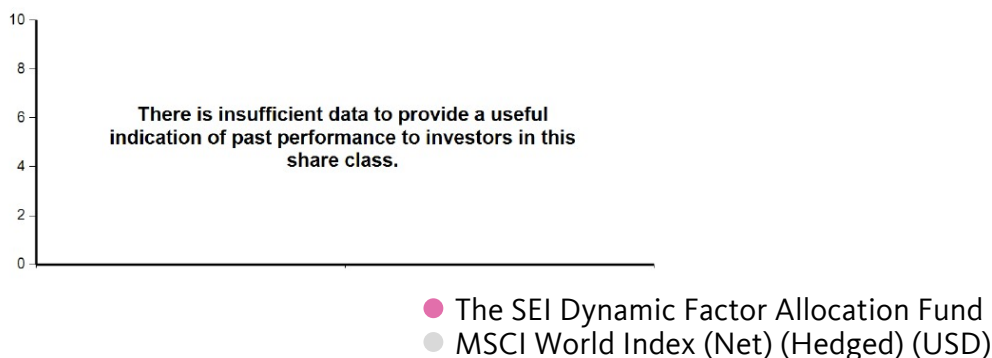 10
8
6
4
2
0
There is insufficient data to provide a useful
indication of past performance to investors in this
share class.
The SEI Dynamic Factor Allocation Fund
MSCI World Index (Net) (Hedged) (USD)